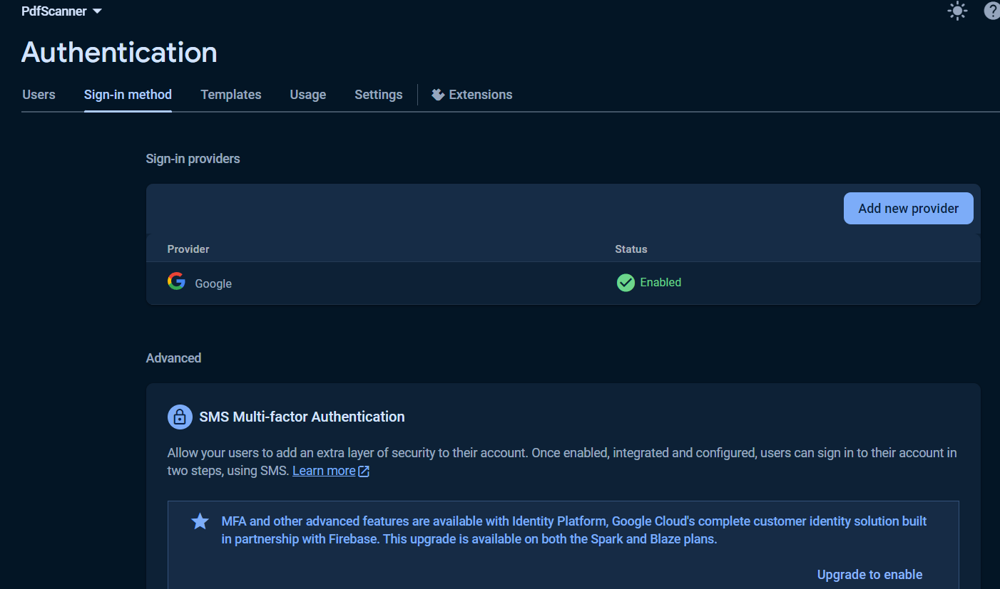 PdfScanner
Authentication
Users
Sign-in method
Templates
Usage
Settings
Extensions
Sign-in providers
Add new provider
Provider
Status
Google
Enabled
Advanced
SMS Multi-factor Authentication
Allow your users to add an extra layer of security to their account. Once enabled, integrated and configured, users can sign in to their account in
two steps, using SMS. Learn more
MFA and other advanced features are available with Identity Platform, Google Cloud's complete customer identity solution built
in partnership with Firebase. This upgrade is available on both the Spark and Blaze plans.
Upgrade to enable